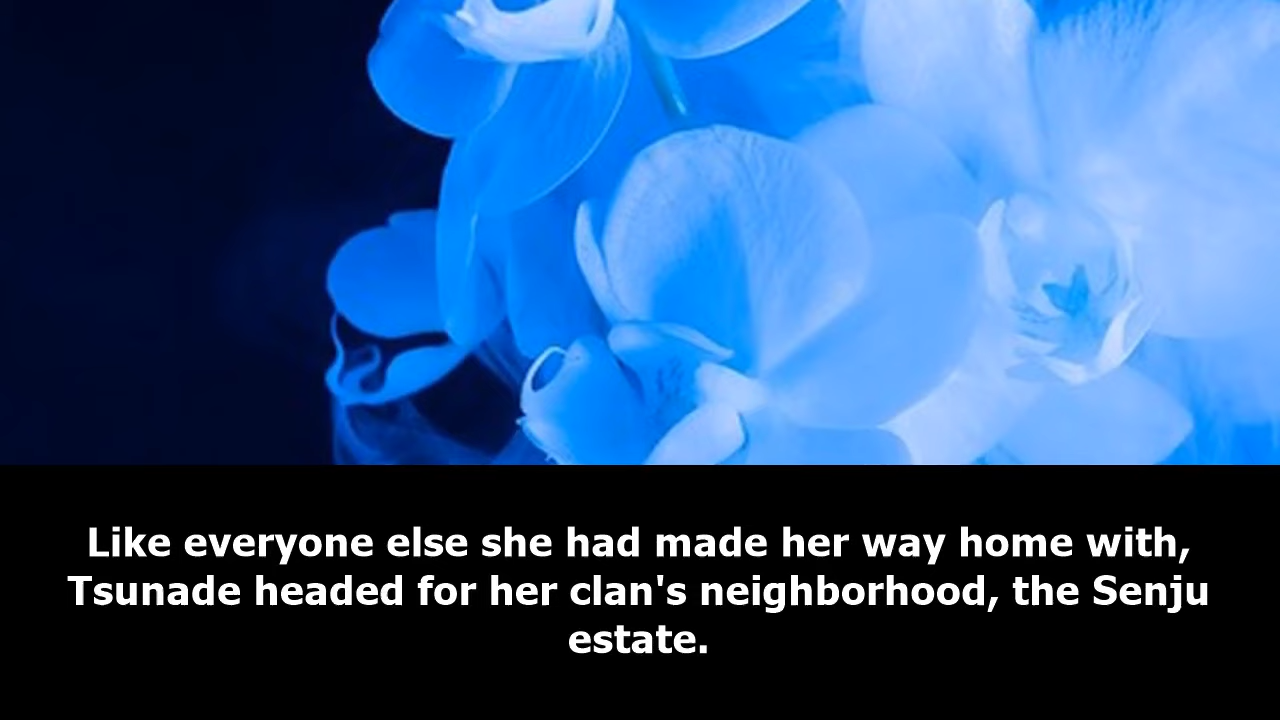 Like everyone else she had made her way home with,
Tsunade headed for her clan's neighborhood, the Senju
estate.